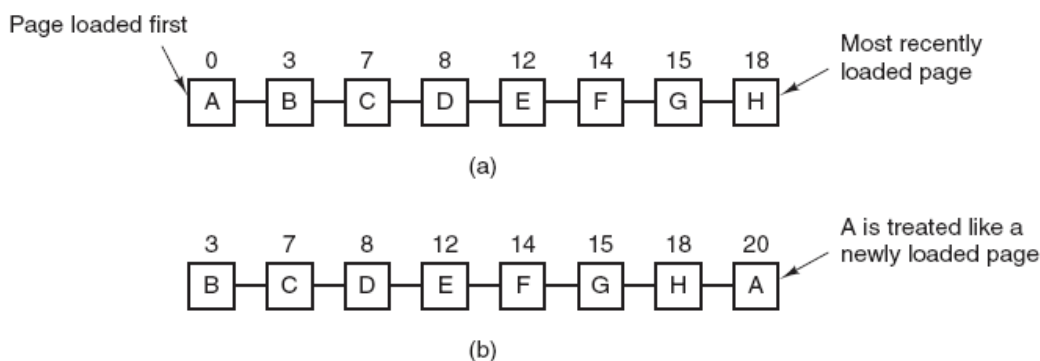 Page loaded first
0 3 7 8 12 14 15 18
Most recently
loaded page
A B C D E F G H
(a)
3 7 8 12 14 15 18 20
A is treated like a
newly loaded page
B C D E F G H A
(b)